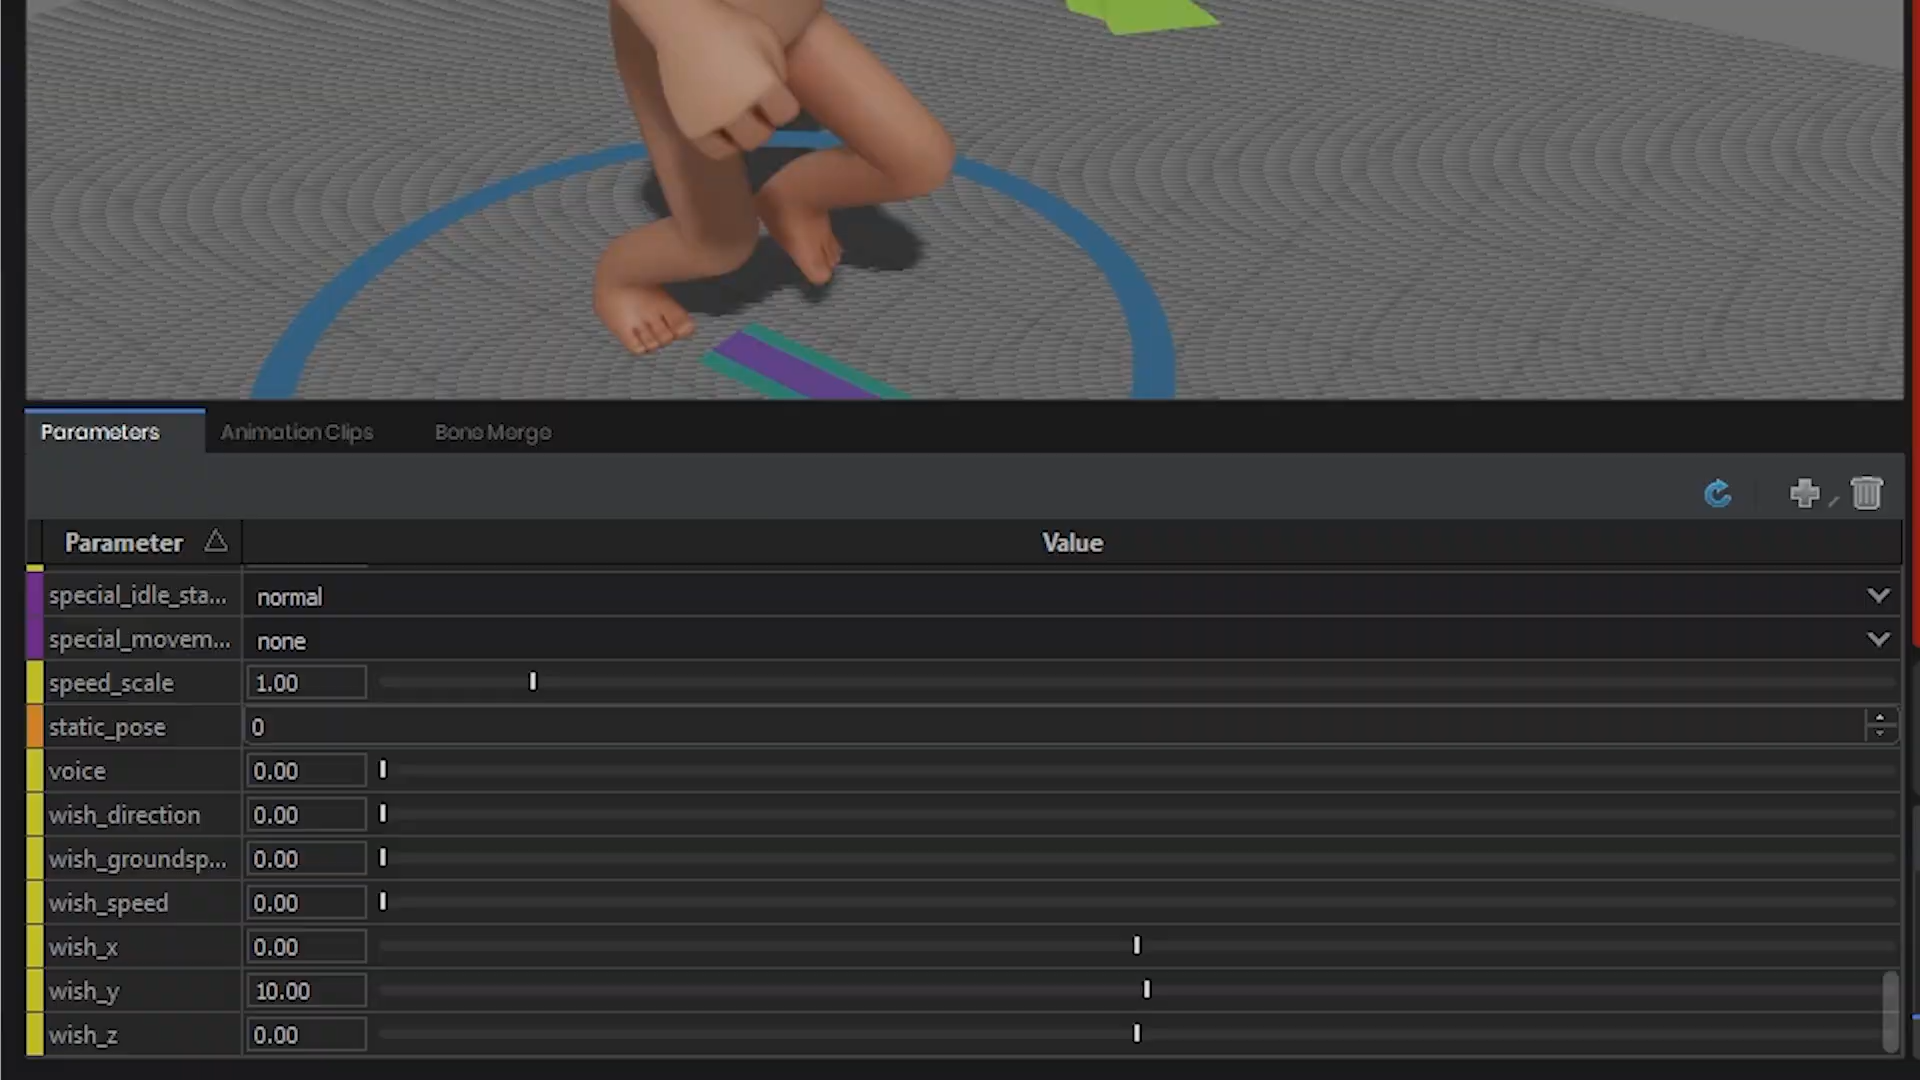 Parameters Animation Clips Bone Merge
Parameter Value
special_idle_sta... normal
special_movem... none
speed_scale 1.00
static_pose 0
voice 0.00
wish_direction 0.00
wish_groundsp... 0.00
wish_speed 0.00
wish_x 0.00
wish_y 10.00
wish_z 0.00